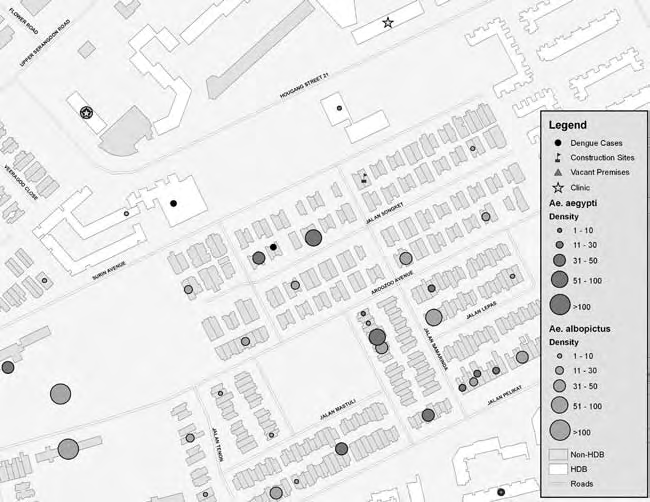 FLOWER ROAD
UPPER SERANGOON ROAD
HOUGANG STREET 21
VEERAGOO CLOSE
JALAN SONGKET
SURIN AVENUE
AROOZOO AVENUE
JALAN LEPAS
JALAN SAMARINDA
JALAN PELIKAT
JALAN MASTULI
JALAN TENON
Legend
Dengue Cases
Construction Sites
Vacant Premises
Clinic
Ae. aegypti
Density
1 - 10
11 - 30
31 - 50
51 - 100
>100
Ae. albopictus
Density
1 - 10
11 - 30
31 - 50
51 - 100
>100
Non-HDB
HDB
Roads